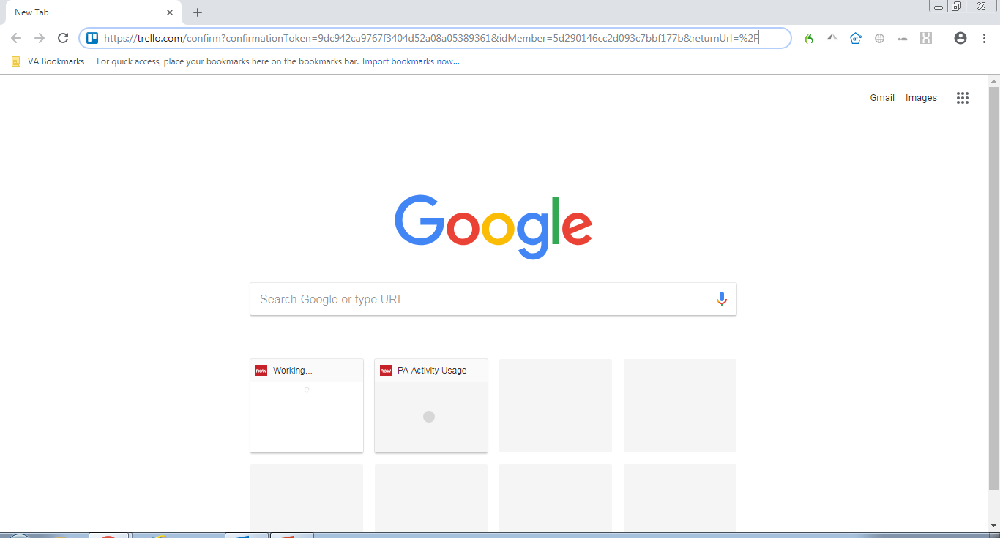 New Tab
https://trello.com/confirm?confirmationToken=9dc942ca9767f3404d52a08a05389361&idMember=5d290146cc2d093c7bbf177b&returnUrl=%2F
VA Bookmarks For quick access, place your bookmarks here on the bookmarks bar. Import bookmarks now...
Gmail Images
Google
Search Google or type URL
now Working... now PA Activity Usage